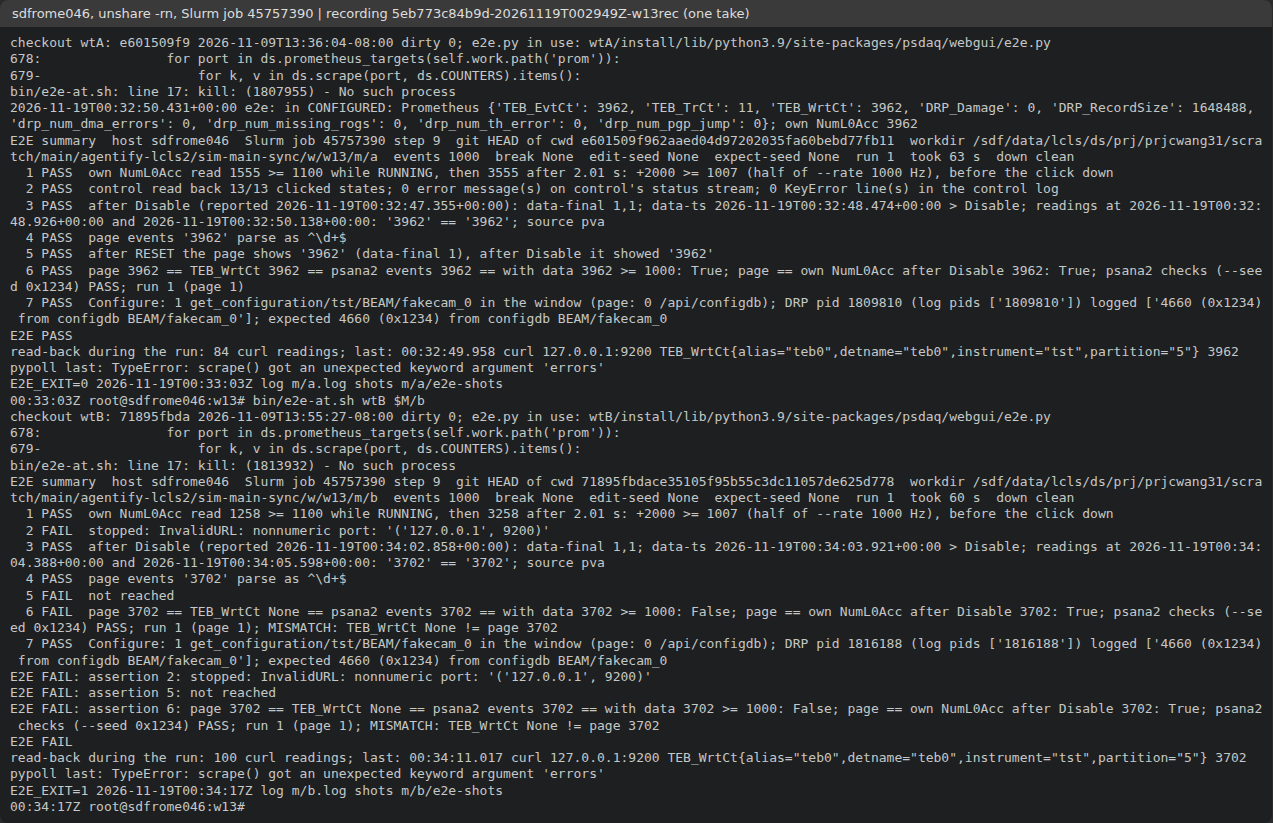 sdfrome046, unshare -rn, Slurm job 45757390 | recording 5eb773c84b9d-20261119T002949Z-w13rec (one take)
checkout wtA: e601509f9 2026-11-09T13:36:04-08:00 dirty 0; e2e.py in use: wtA/install/lib/python3.9/site-packages/psdaq/webgui/e2e.py
678:                for port in ds.prometheus_targets(self.work.path('prom')):
679-                    for k, v in ds.scrape(port, ds.COUNTERS).items():
bin/e2e-at.sh: line 17: kill: (1807955) - No such process
2026-11-19T00:32:50.431+00:00 e2e: in CONFIGURED: Prometheus {'TEB_EvtCt': 3962, 'TEB_TrCt': 11, 'TEB_WrtCt': 3962, 'DRP_Damage': 0, 'DRP_RecordSize': 1648488,
'drp_num_dma_errors': 0, 'drp_num_missing_rogs': 0, 'drp_num_th_error': 0, 'drp_num_pgp_jump': 0}; own NumL0Acc 3962
E2E summary  host sdfrome046  Slurm job 45757390 step 9  git HEAD of cwd e601509f962aaed04d97202035fa60bebd77fb11  workdir /sdf/data/lcls/ds/prj/prjcwang31/scra
tch/main/agentify-lcls2/sim-main-sync/w/w13/m/a  events 1000  break None  edit-seed None  expect-seed None  run 1  took 63 s  down clean
  1 PASS  own NumL0Acc read 1555 >= 1100 while RUNNING, then 3555 after 2.01 s: +2000 >= 1007 (half of --rate 1000 Hz), before the click down
  2 PASS  control read back 13/13 clicked states; 0 error message(s) on control's status stream; 0 KeyError line(s) in the control log
  3 PASS  after Disable (reported 2026-11-19T00:32:47.355+00:00): data-final 1,1; data-ts 2026-11-19T00:32:48.474+00:00 > Disable; readings at 2026-11-19T00:32:
48.926+00:00 and 2026-11-19T00:32:50.138+00:00: '3962' == '3962'; source pva
  4 PASS  page events '3962' parse as ^\d+$
  5 PASS  after RESET the page shows '3962' (data-final 1), after Disable it showed '3962'
  6 PASS  page 3962 == TEB_WrtCt 3962 == psana2 events 3962 == with data 3962 >= 1000: True; page == own NumL0Acc after Disable 3962: True; psana2 checks (--see
d 0x1234) PASS; run 1 (page 1)
  7 PASS  Configure: 1 get_configuration/tst/BEAM/fakecam_0 in the window (page: 0 /api/configdb); DRP pid 1809810 (log pids ['1809810']) logged ['4660 (0x1234)
 from configdb BEAM/fakecam_0']; expected 4660 (0x1234) from configdb BEAM/fakecam_0
E2E PASS
read-back during the run: 84 curl readings; last: 00:32:49.958 curl 127.0.0.1:9200 TEB_WrtCt{alias="teb0",detname="teb0",instrument="tst",partition="5"} 3962
pypoll last: TypeError: scrape() got an unexpected keyword argument 'errors'
E2E_EXIT=0 2026-11-19T00:33:03Z log m/a.log shots m/a/e2e-shots
00:33:03Z root@sdfrome046:w13# bin/e2e-at.sh wtB $M/b
checkout wtB: 71895fbda 2026-11-09T13:55:27-08:00 dirty 0; e2e.py in use: wtB/install/lib/python3.9/site-packages/psdaq/webgui/e2e.py
678:                for port in ds.prometheus_targets(self.work.path('prom')):
679-                    for k, v in ds.scrape(port, ds.COUNTERS).items():
bin/e2e-at.sh: line 17: kill: (1813932) - No such process
E2E summary  host sdfrome046  Slurm job 45757390 step 9  git HEAD of cwd 71895fbdace35105f95b55c3dc11057de625d778  workdir /sdf/data/lcls/ds/prj/prjcwang31/scra
tch/main/agentify-lcls2/sim-main-sync/w/w13/m/b  events 1000  break None  edit-seed None  expect-seed None  run 1  took 60 s  down clean
  1 PASS  own NumL0Acc read 1258 >= 1100 while RUNNING, then 3258 after 2.01 s: +2000 >= 1007 (half of --rate 1000 Hz), before the click down
  2 FAIL  stopped: InvalidURL: nonnumeric port: '('127.0.0.1', 9200)'
  3 PASS  after Disable (reported 2026-11-19T00:34:02.858+00:00): data-final 1,1; data-ts 2026-11-19T00:34:03.921+00:00 > Disable; readings at 2026-11-19T00:34:
04.388+00:00 and 2026-11-19T00:34:05.598+00:00: '3702' == '3702'; source pva
  4 PASS  page events '3702' parse as ^\d+$
  5 FAIL  not reached
  6 FAIL  page 3702 == TEB_WrtCt None == psana2 events 3702 == with data 3702 >= 1000: False; page == own NumL0Acc after Disable 3702: True; psana2 checks (--se
ed 0x1234) PASS; run 1 (page 1); MISMATCH: TEB_WrtCt None != page 3702
  7 PASS  Configure: 1 get_configuration/tst/BEAM/fakecam_0 in the window (page: 0 /api/configdb); DRP pid 1816188 (log pids ['1816188']) logged ['4660 (0x1234)
 from configdb BEAM/fakecam_0']; expected 4660 (0x1234) from configdb BEAM/fakecam_0
E2E FAIL: assertion 2: stopped: InvalidURL: nonnumeric port: '('127.0.0.1', 9200)'
E2E FAIL: assertion 5: not reached
E2E FAIL: assertion 6: page 3702 == TEB_WrtCt None == psana2 events 3702 == with data 3702 >= 1000: False; page == own NumL0Acc after Disable 3702: True; psana2
 checks (--seed 0x1234) PASS; run 1 (page 1); MISMATCH: TEB_WrtCt None != page 3702
E2E FAIL
read-back during the run: 100 curl readings; last: 00:34:11.017 curl 127.0.0.1:9200 TEB_WrtCt{alias="teb0",detname="teb0",instrument="tst",partition="5"} 3702
pypoll last: TypeError: scrape() got an unexpected keyword argument 'errors'
E2E_EXIT=1 2026-11-19T00:34:17Z log m/b.log shots m/b/e2e-shots
00:34:17Z root@sdfrome046:w13#